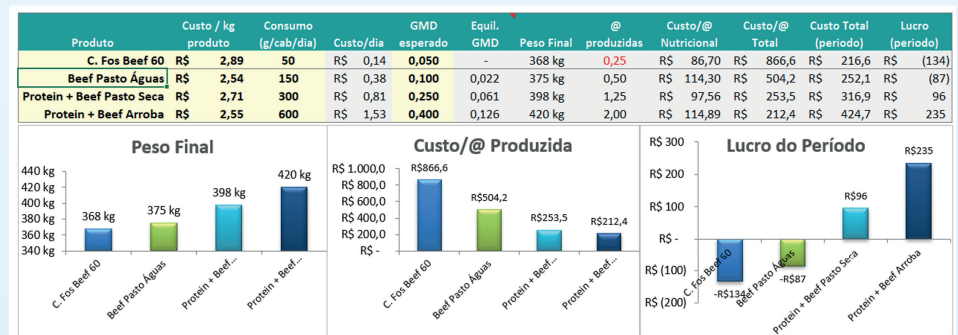 Produto Custo / kg produto Consumo (g/cab/dia) Custo/dia GMD esperado Equil. GMD Peso Final @ produzidas Custo/@ Nutricional Custo/@ Total Custo Total (periodo) Lucro (periodo)
C. Fos Beef 60 R$ 2,89 50 R$ 0,14 0,050 - 368 kg 0,25 R$ 86,70 R$ 866,6 R$ 216,6 R$ (134)
Beef Pasto Águas R$ 2,54 150 R$ 0,38 0,100 0,022 375 kg 0,50 R$ 114,30 R$ 504,2 R$ 252,1 R$ (87)
Protein + Beef Pasto Seca R$ 2,71 300 R$ 0,81 0,250 0,061 398 kg 1,25 R$ 97,56 R$ 253,5 R$ 316,9 R$ 96
Protein + Beef Arroba R$ 2,55 600 R$ 1,53 0,400 0,126 420 kg 2,00 R$ 114,89 R$ 212,4 R$ 424,7 R$ 235
Peso Final
440 kg
420 kg
400 kg
380 kg
360 kg
340 kg
368 kg
375 kg
398 kg
420 kg
C. Fos Beef 60
Beef Pasto Águas
Protein + Beef...
Protein + Beef...
Custo/@ Produzida
R$ 1.000,0
R$ 800,0
R$ 600,0
R$ 400,0
R$ 200,0
R$ -
R$866,6
R$504,2
R$253,5
R$212,4
C. Fos Beef 60
Beef Pasto Águas
Protein + Beef...
Protein + Beef...
Lucro do Período
R$ 300
R$ 200
R$ 100
R$ -
R$ (100)
R$ (200)
-R$134
-R$87
R$96
R$235
C. Fos Beef 60
Beef Pasto Águas
Protein + Beef Pasto Seca
Protein + Beef Arroba